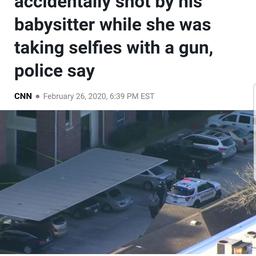 accidentally shot by his
babysitter while she was
taking selfies with a gun,
police say
CNN • February 26, 2020, 6:39 PM EST